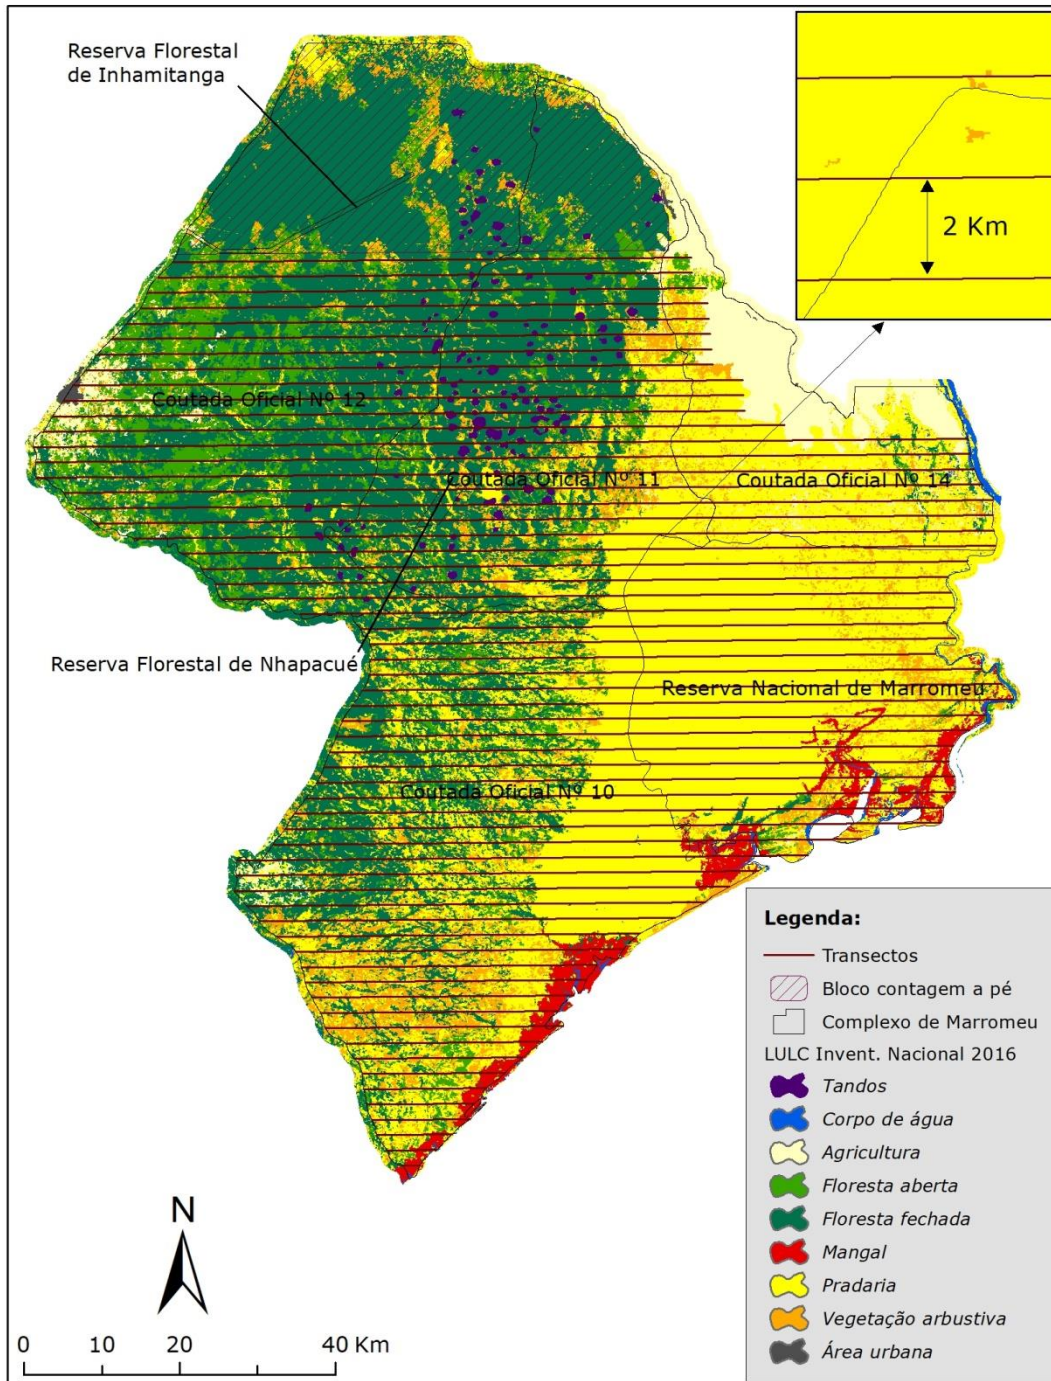 Reserva Florestal
de Inhamitanga
2 Km
Coutada Oficial Nº 12
Coutada Oficial Nº 11
Coutada Oficial Nº 14
Reserva Florestal de Nhapacué
Reserva Nacional de Marromeu
Coutada Oficial Nº 10
Legenda:
Transectos
Bloco contagem a pé
Complexo de Marromeu
LULC Invent. Nacional 2016
Tandos
Corpo de água
Agricultura
Floresta aberta
Floresta fechada
Mangal
Pradaria
Vegetação arbustiva
Área urbana
N
0 10 20 40 Km